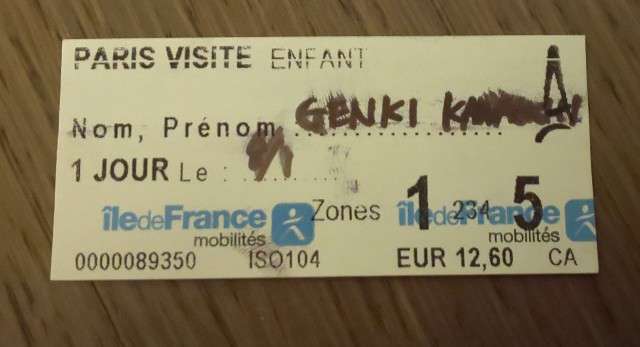 PARIS VISITE ENFANT
Nom, Prénom GENKI
1 JOUR Le :
îledeFrance mobilités Zones 1 234 5 îledeFrance mobilités
0000089350 ISO104 EUR 12,60 CA